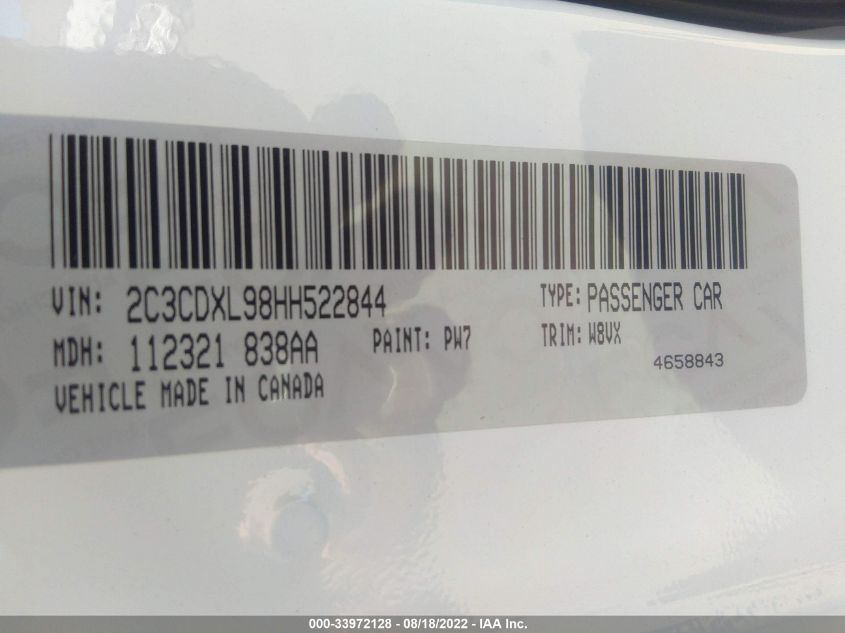 VIN: 2C3CDXL98HH522844 TYPE: PASSENGER CAR
MDH: 112321 838AA PAINT: PW7 TRIM: W8VX
4658843
VEHICLE MADE IN CANADA
000-33972128 - 08/18/2022 - IAA Inc.